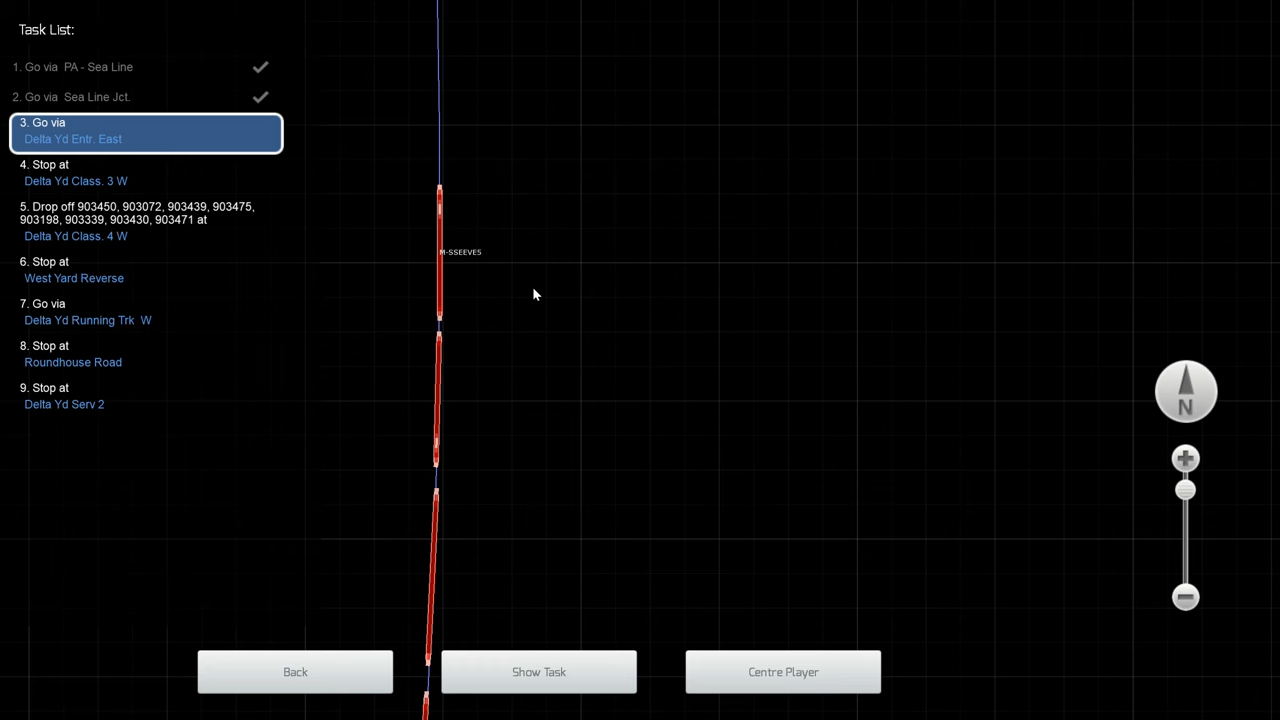 Task List:
1. Go via PA - Sea Line
2. Go via Sea Line Jct.
3. Go via
Delta Yd Entr. East
4. Stop at
Delta Yd Class. 3 W
5. Drop off 903450, 903072, 903439, 903475,
903198, 903339, 903430, 903471 at
Delta Yd Class. 4 W
6. Stop at
West Yard Reverse
7. Go via
Delta Yd Running Trk W
8. Stop at
Roundhouse Road
9. Stop at
Delta Yd Serv 2
M-SSEEVE5
N
Back
Show Task
Centre Player